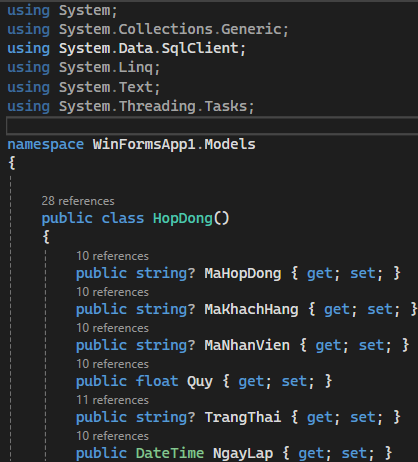 using System;
using System.Collections.Generic;
using System.Data.SqlClient;
using System.Linq;
using System.Text;
using System.Threading.Tasks;
namespace WinFormsApp1.Models
{
28 references
public class HopDong()
{
10 references
public string? MaHopDong { get; set; }
10 references
public string? MaKhachHang { get; set; }
10 references
public string? MaNhanVien { get; set; }
10 references
public float Quy { get; set; }
11 references
public string? TrangThai { get; set; }
10 references
public DateTime NgayLap { get; set; }